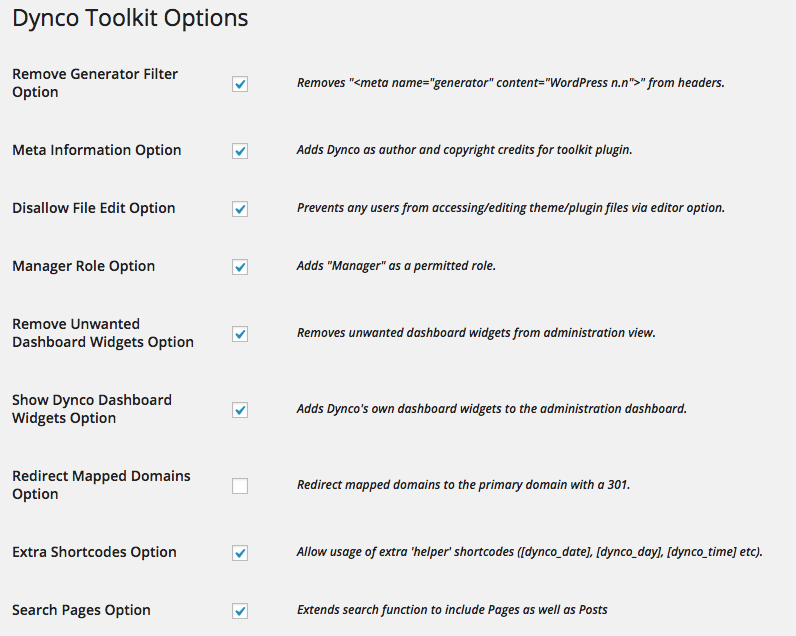 Dynco Toolkit Options
Remove Generator Filter
Option
Removes "<meta name="generator" content="WordPress n.n">" from headers.
Meta Information Option
Adds Dynco as author and copyright credits for toolkit plugin.
Disallow File Edit Option
Prevents any users from accessing/editing theme/plugin files via editor option.
Manager Role Option
Adds "Manager" as a permitted role.
Remove Unwanted
Dashboard Widgets Option
Removes unwanted dashboard widgets from administration view.
Show Dynco Dashboard
Widgets Option
Adds Dynco's own dashboard widgets to the administration dashboard.
Redirect Mapped Domains
Option
Redirect mapped domains to the primary domain with a 301.
Extra Shortcodes Option
Allow usage of extra 'helper' shortcodes ([dynco_date], [dynco_day], [dynco_time] etc).
Search Pages Option
Extends search function to include Pages as well as Posts